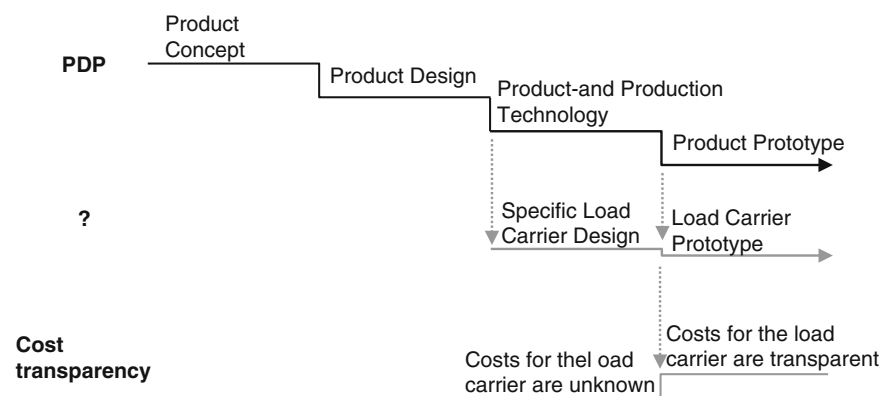 Product
Concept
PDP
Product Design
Product-and Production
Technology
Product Prototype
?
Specific Load
Carrier Design
Load Carrier
Prototype
Cost
transparency
Costs for thel oad
carrier are unknown
Costs for the load
carrier are transparent